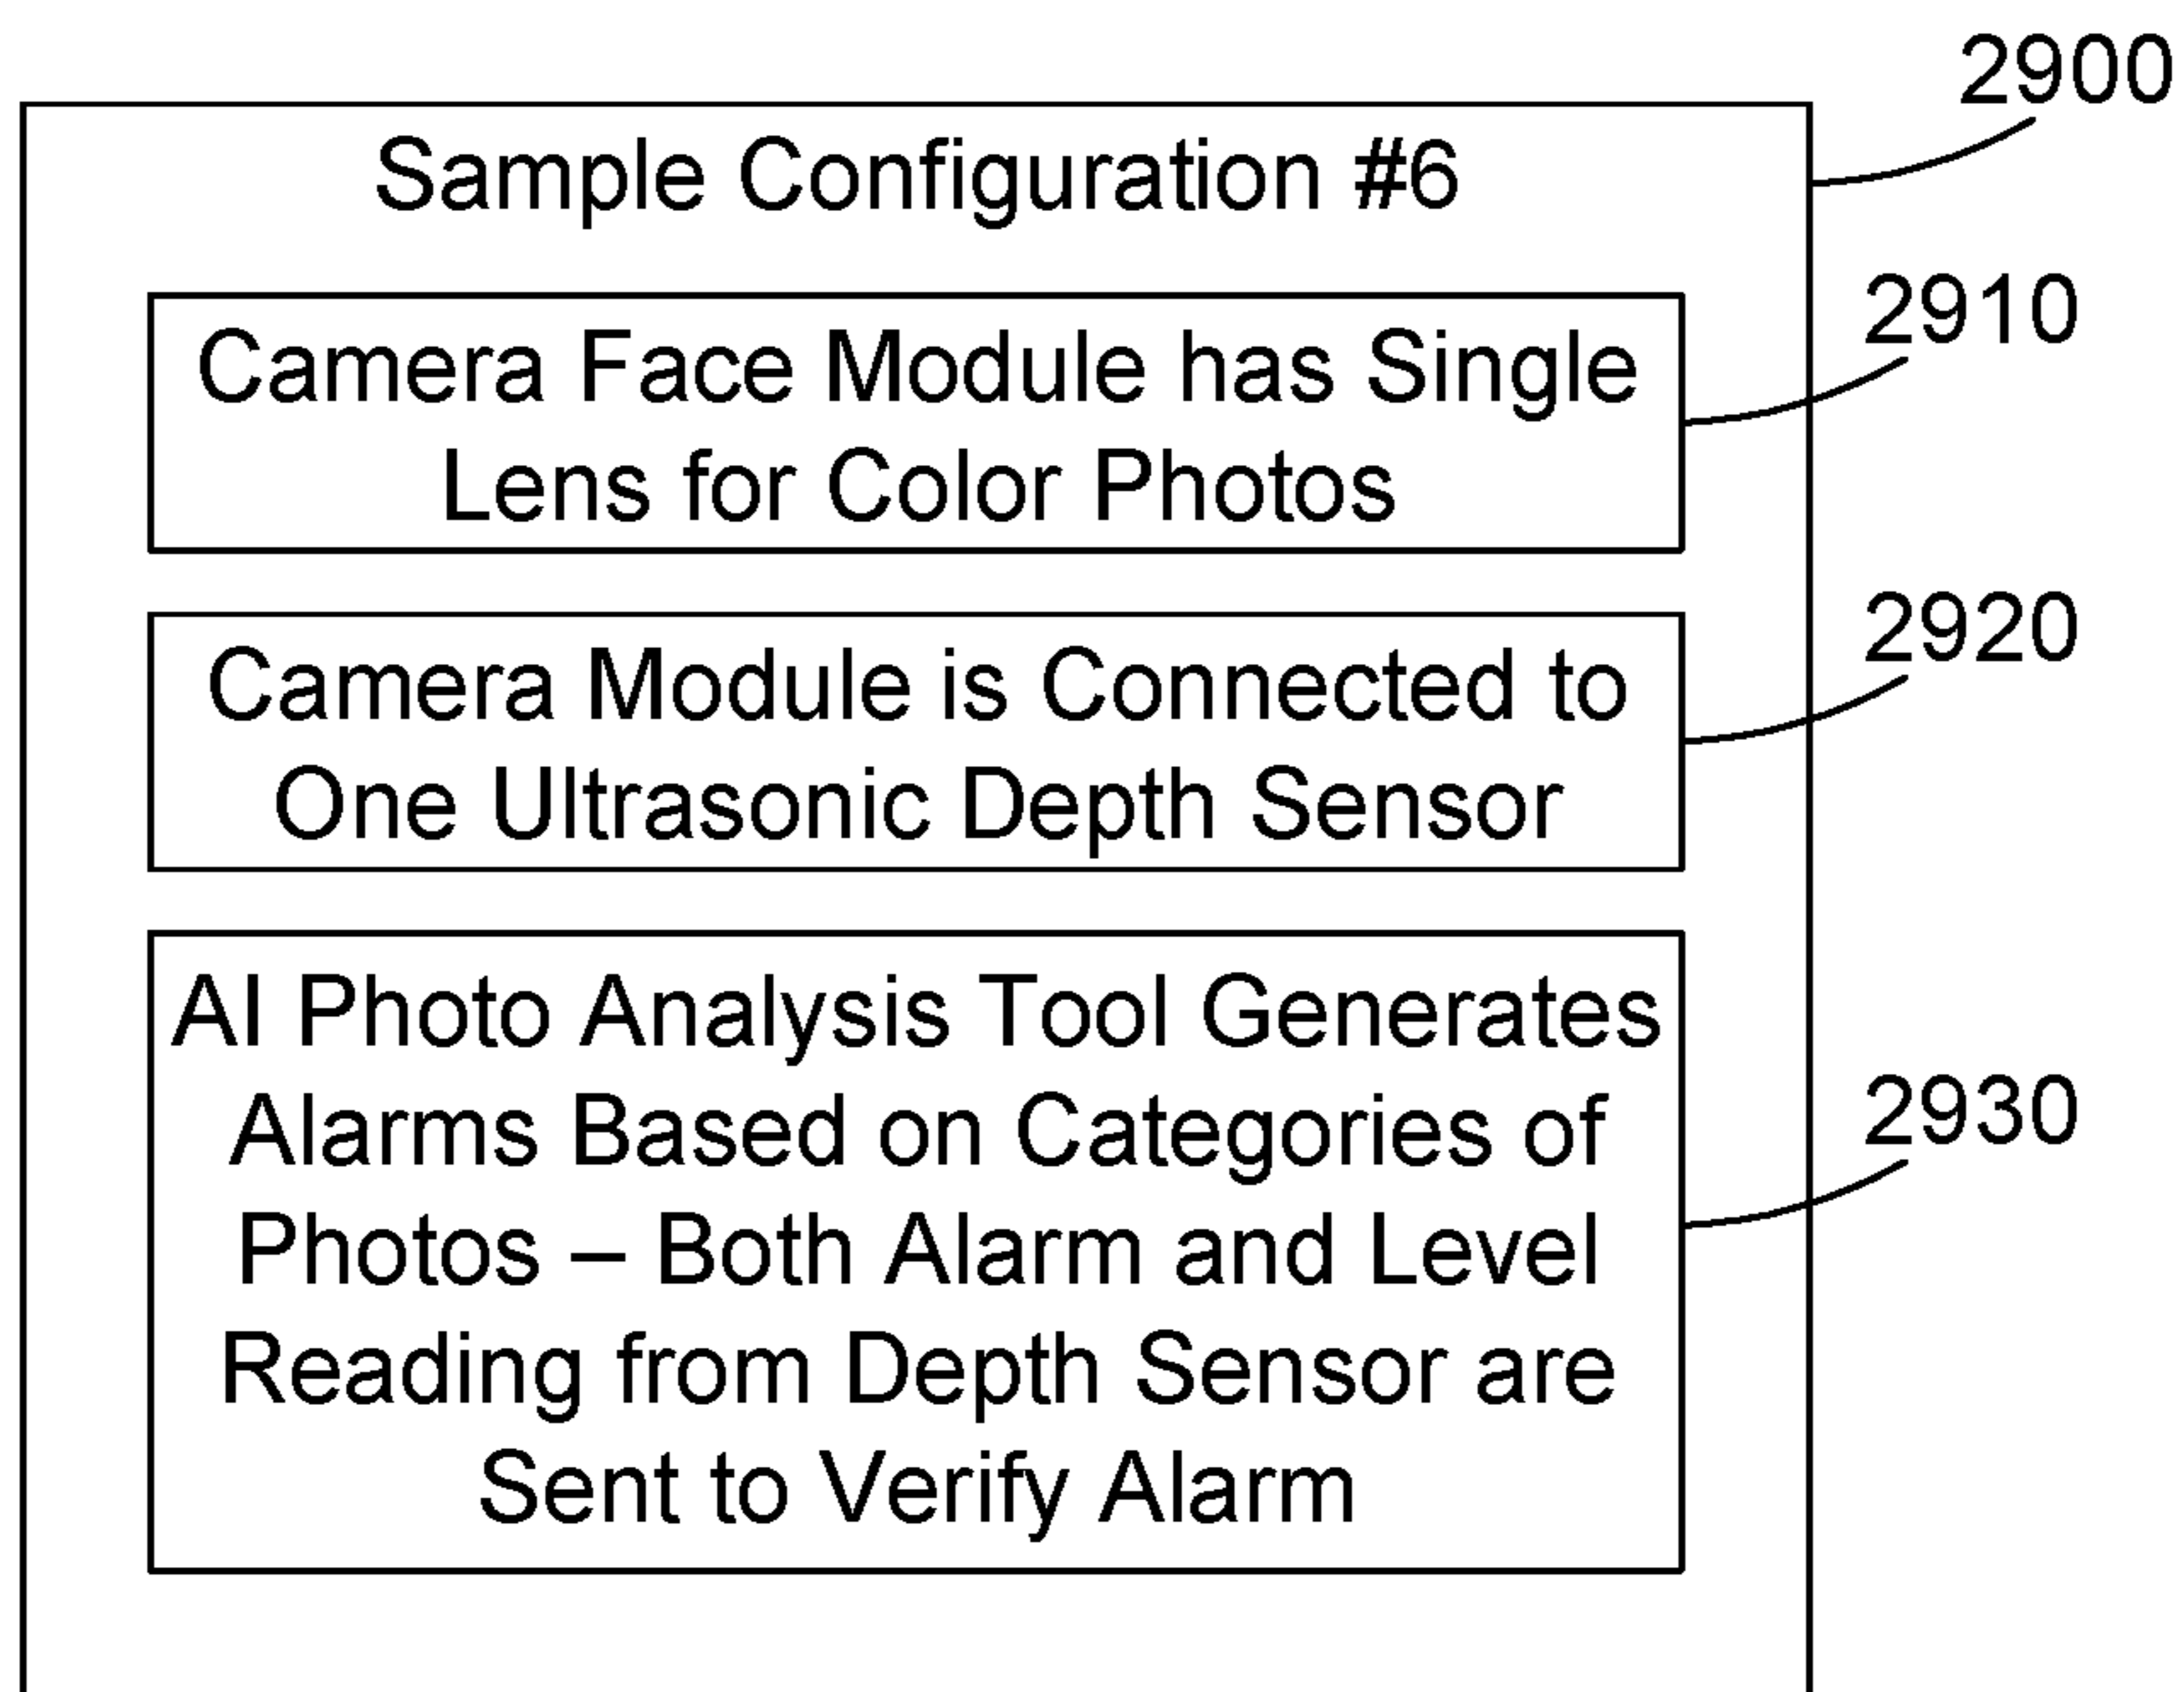 2900
Sample Configuration #6
2910
Camera Face Module has Single
Lens for Color Photos
2920
Camera Module is Connected to
One Ultrasonic Depth Sensor
AI Photo Analysis Tool Generates
2930
Alarms Based on Categories of
Photos – Both Alarm and Level
Reading from Depth Sensor are
Sent to Verify Alarm